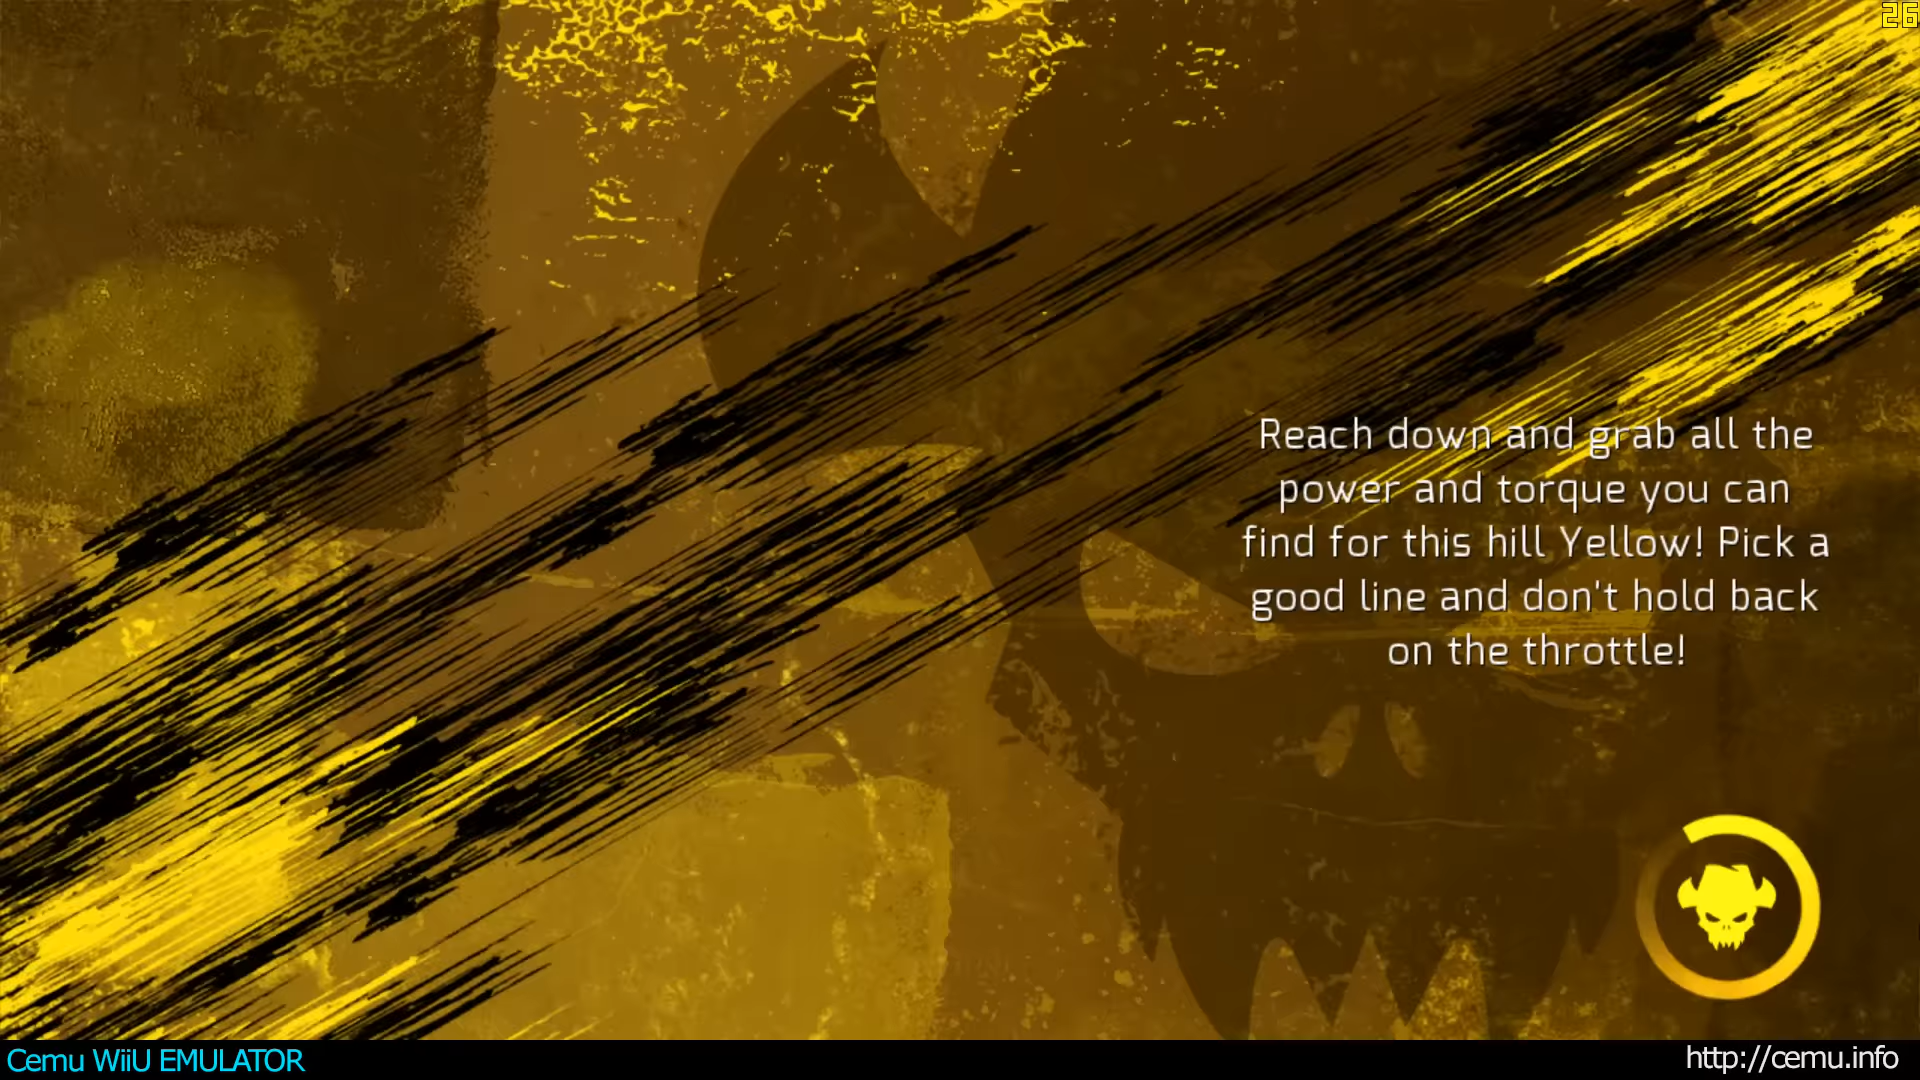 26
Reach down and grab all the
power and torque you can
find for this hill Yellow! Pick a
good line and don't hold back
on the throttle!
Cemu WiiU EMULATOR
http://cemu.info